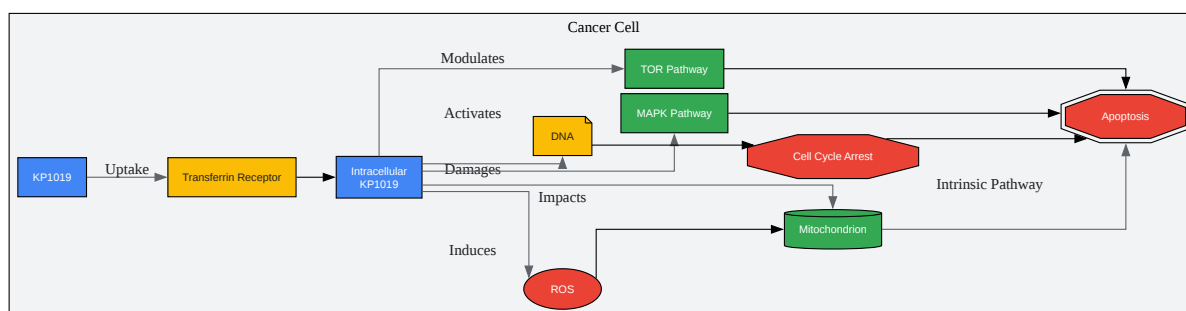 Cancer Cell
Modulates
TOR Pathway
Activates
MAPK Pathway
Apoptosis
DNA
Cell Cycle Arrest
KP1019
Uptake
Transferrin Receptor
Intracellular
KP1019
Damages
Impacts
Intrinsic Pathway
Mitochondrion
Induces
ROS